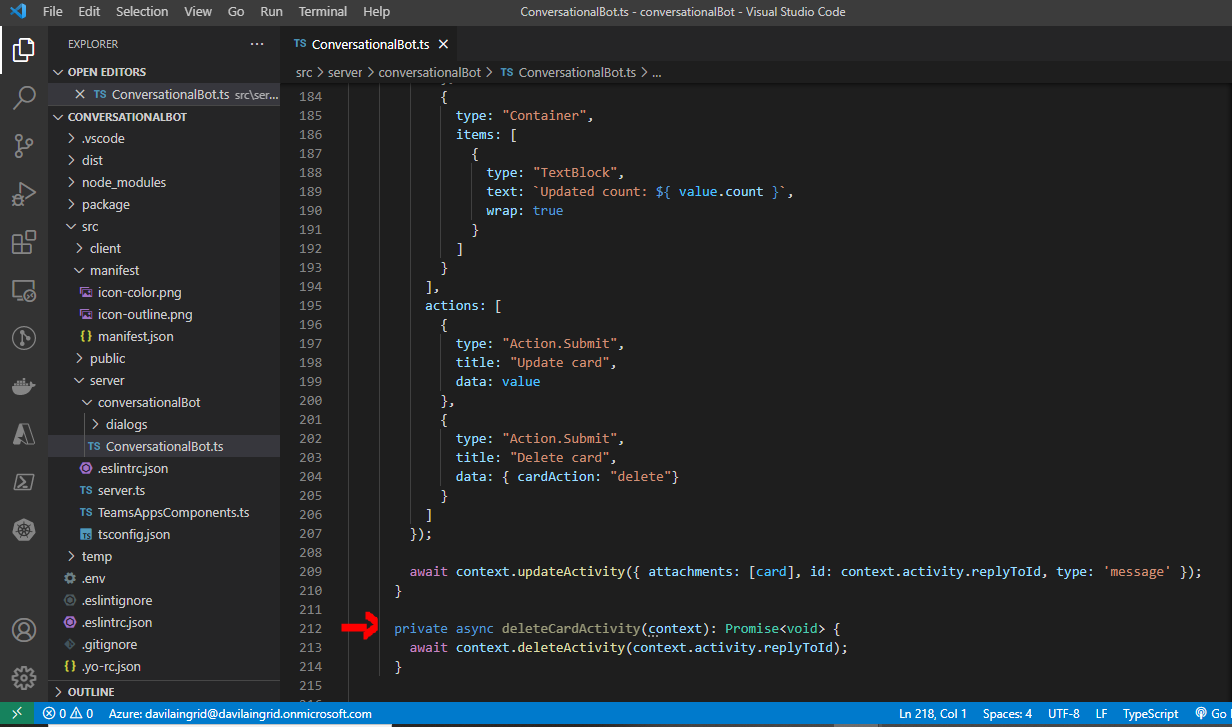 File Edit Selection View Go Run Terminal Help ConversationalBot.ts - conversationalBot - Visual Studio Code
EXPLORER ···
OPEN EDITORS
TS ConversationalBot.ts src\ser...
CONVERSATIONALBOT
.vscode
dist
node_modules
package
src
client
manifest
icon-color.png
icon-outline.png
{} manifest.json
public
server
conversationalBot
dialogs
TS ConversationalBot.ts
.eslintrc.json
TS server.ts
TS TeamsAppsComponents.ts
TS tsconfig.json
temp
.env
.eslintignore
.eslintrc.json
.gitignore
{} .yo-rc.json
OUTLINE
TS ConversationalBot.ts
src > server > conversationalBot > TS ConversationalBot.ts > ...
184 {
185 type: "Container",
186 items: [
187 {
188 type: "TextBlock",
189 text: `Updated count: ${ value.count }`,
190 wrap: true
191 }
192 ]
193 }
194 ],
195 actions: [
196 {
197 type: "Action.Submit",
198 title: "Update card",
199 data: value
200 },
201 {
202 type: "Action.Submit",
203 title: "Delete card",
204 data: { cardAction: "delete"}
205 }
206 ]
207 });
208
209 await context.updateActivity({ attachments: [card], id: context.activity.replyToId, type: 'message' });
210 }
211
212 private async deleteCardActivity(context): Promise<void> {
213 await context.deleteActivity(context.activity.replyToId);
214 }
215
0 0 Azure: davilaingrid@davilaingrid.onmicrosoft.com Ln 218, Col 1 Spaces: 4 UTF-8 LF TypeScript Go